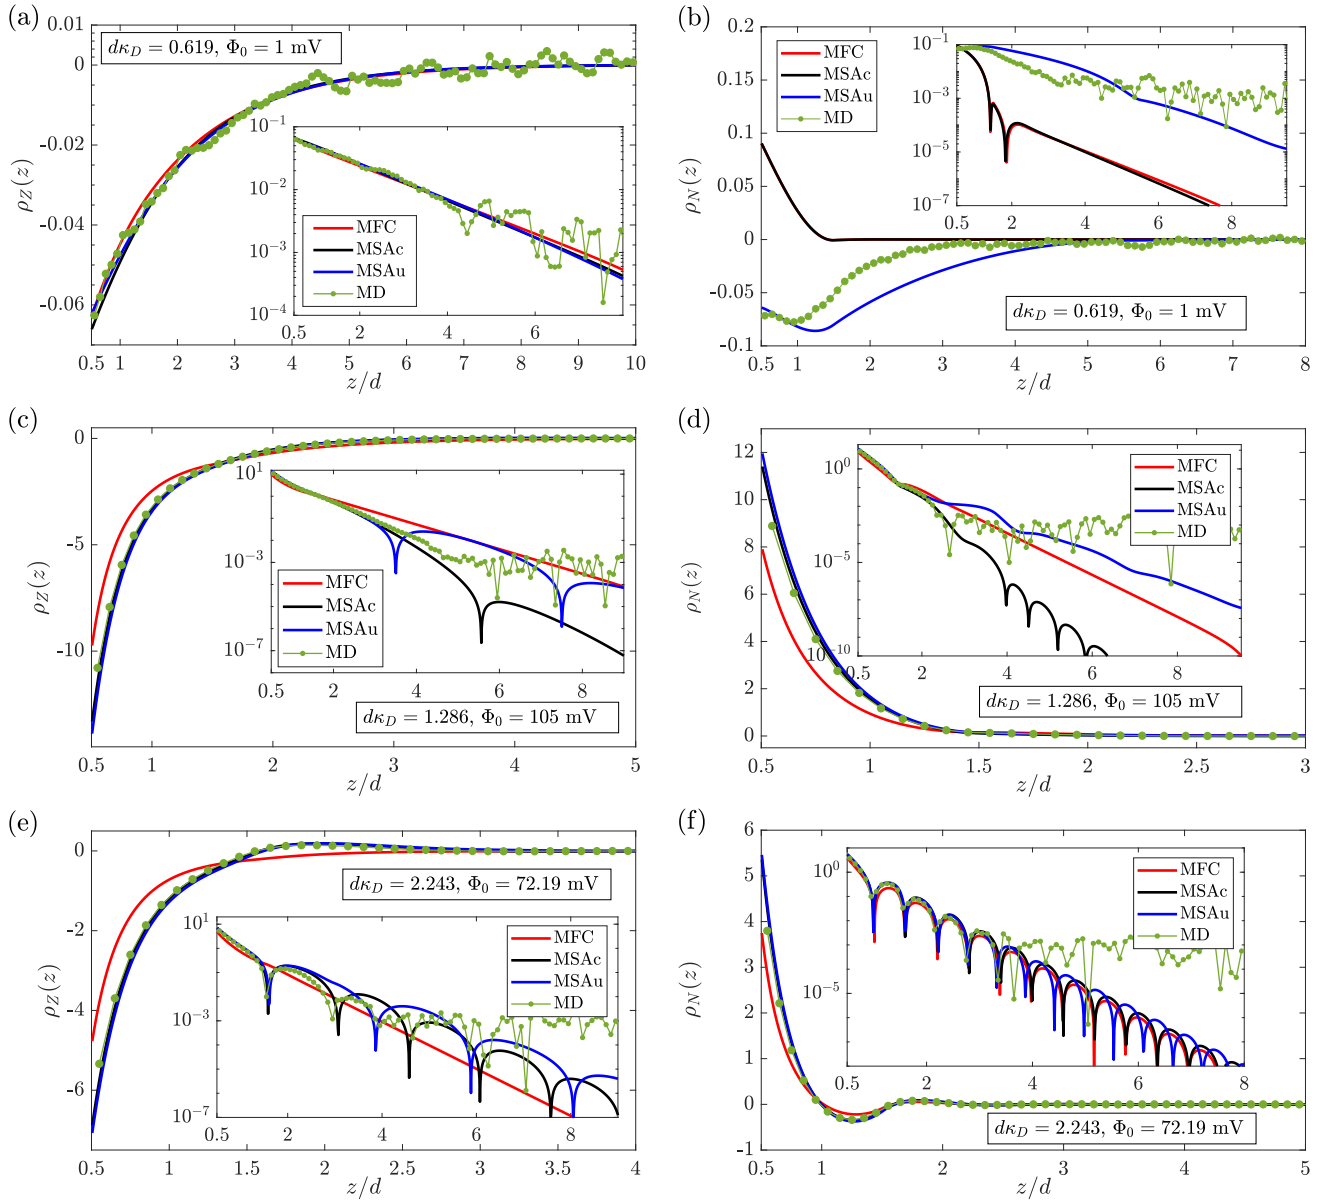 (a)
0.01
0
-0.02
-0.04
-0.06
ρ_Z(z)
dκ_D = 0.619, Φ_0 = 1 mV
10^-1
10^-2
10^-3
10^-4
MFC
MSAc
MSAu
MD
0.5 2 4 6
0.5 1 2 3 4 5 6 7 8 9 10
z/d
(b)
0.2
0.15
0.1
0.05
0
-0.05
-0.1
ρ_N(z)
MFC
MSAc
MSAu
MD
10^-1
10^-3
10^-5
10^-7
0.5 2 4 6 8
dκ_D = 0.619, Φ_0 = 1 mV
0.5 1 2 3 4 5 6 7 8
z/d
(c)
0
-5
-10
ρ_Z(z)
10^1
10^-3
10^-7
MFC
MSAc
MSAu
MD
0.5 2 4 6 8
dκ_D = 1.286, Φ_0 = 105 mV
0.5 1 2 3 4 5
z/d
(d)
12
10
8
6
4
2
0
ρ_N(z)
10^0
10^-5
10^-10
MFC
MSAc
MSAu
MD
0.5 2 4 6 8
dκ_D = 1.286, Φ_0 = 105 mV
0.5 1 1.5 2 2.5 3
z/d
(e)
0
-2
-4
-6
ρ_Z(z)
dκ_D = 2.243, Φ_0 = 72.19 mV
10^1
10^-3
10^-7
MFC
MSAc
MSAu
MD
0.5 2 4 6 8
0.5 1 1.5 2 2.5 3 3.5 4
z/d
(f)
6
5
4
3
2
1
0
-1
ρ_N(z)
10^0
10^-5
MFC
MSAc
MSAu
MD
0.5 2 4 6 8
dκ_D = 2.243, Φ_0 = 72.19 mV
0.5 1 2 3 4 5
z/d